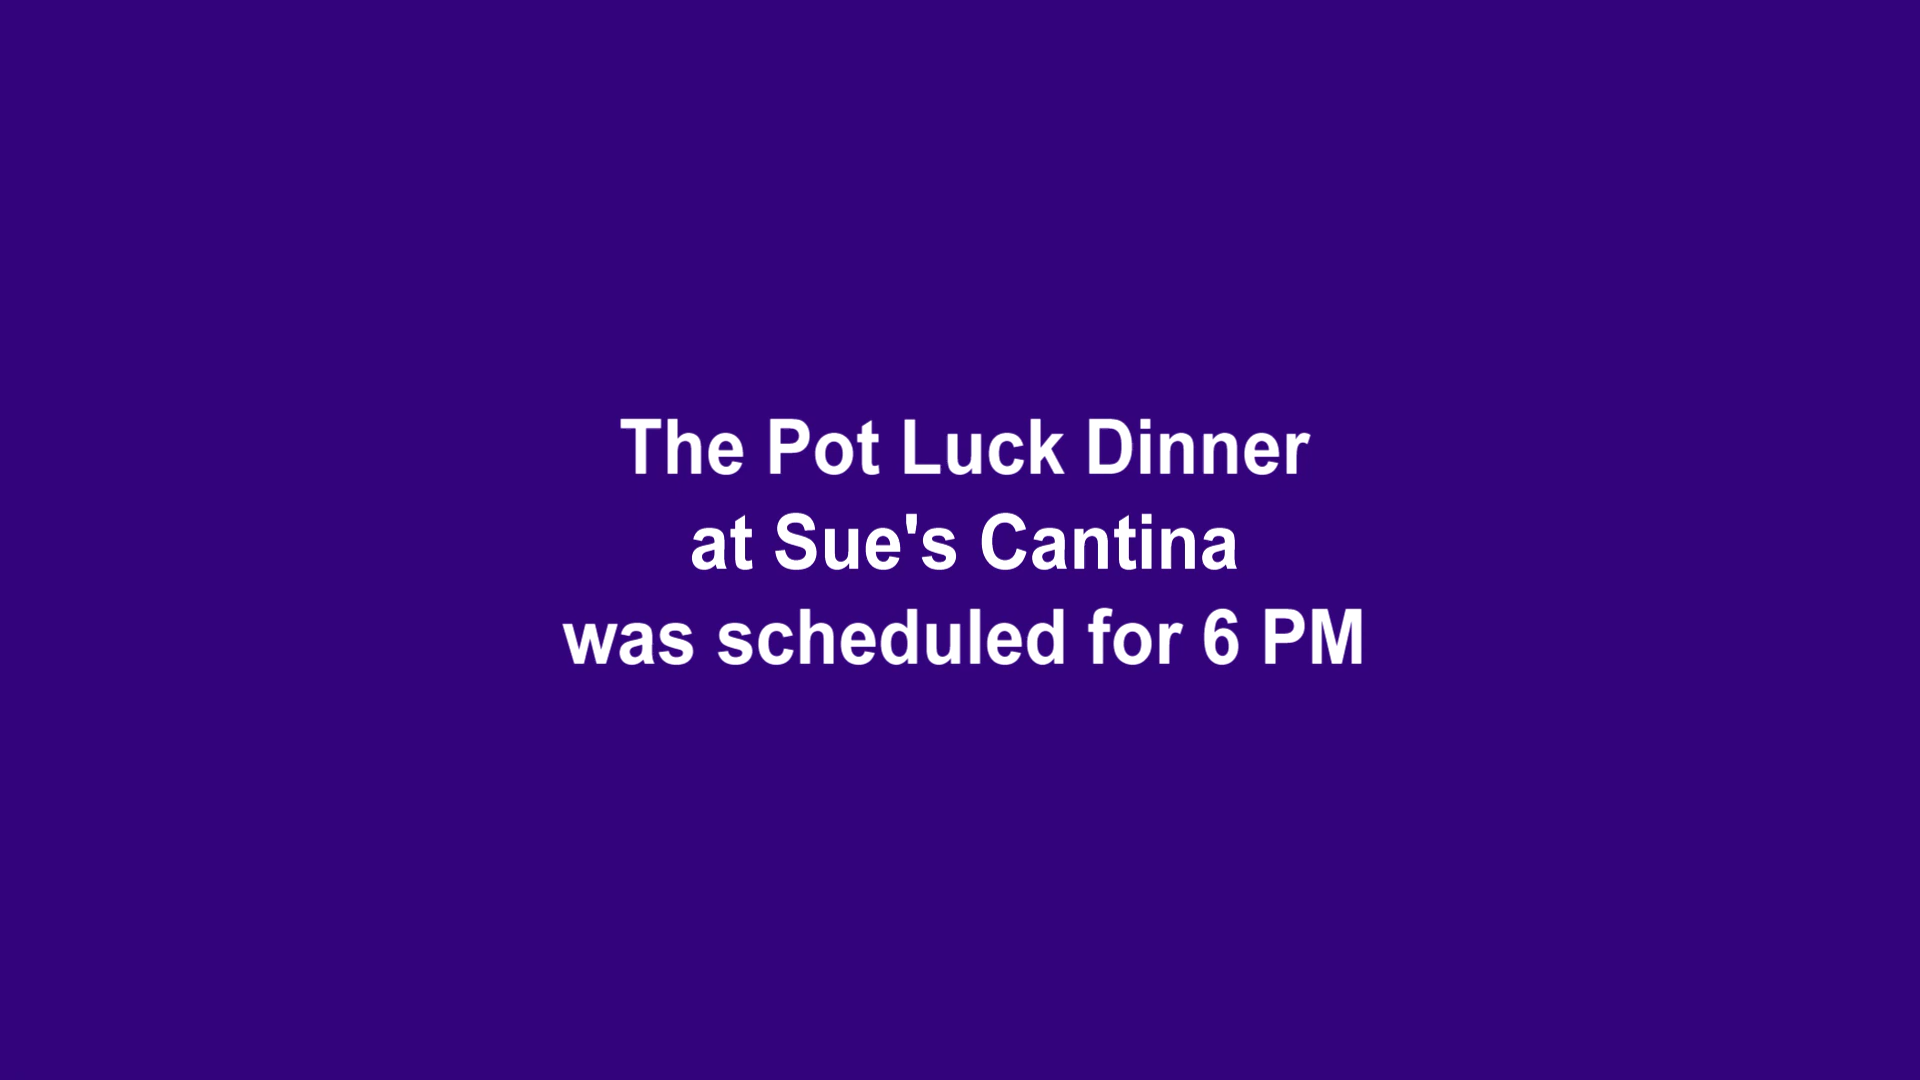 The Pot Luck Dinner
at Sue's Cantina
was scheduled for 6 PM